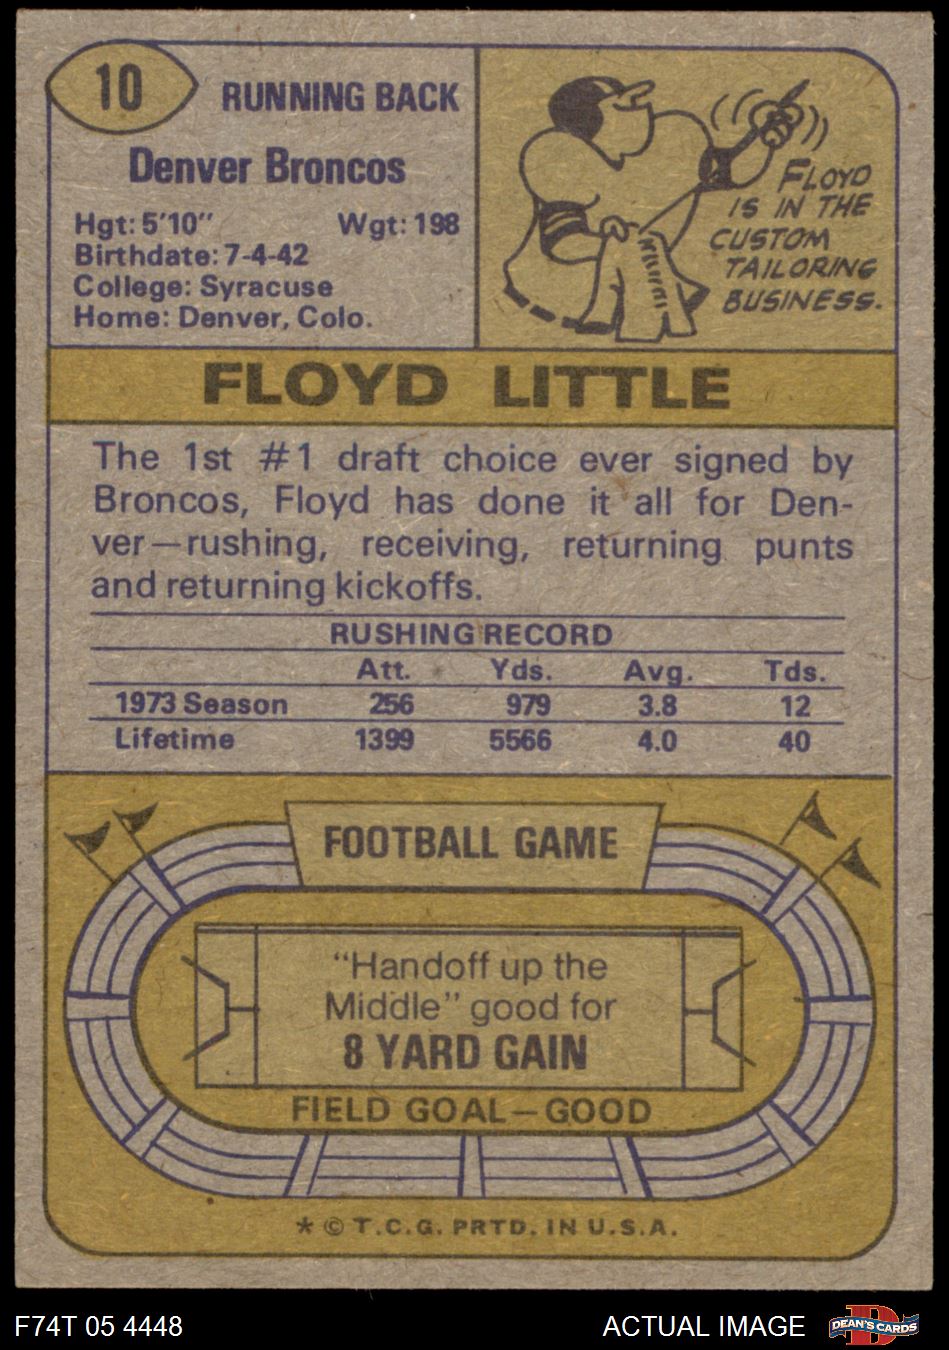 10
RUNNING BACK
Denver Broncos
Hgt: 5'10" Wgt: 198
Birthdate: 7-4-42
College: Syracuse
Home: Denver, Colo.
FLOYD
IS IN THE
CUSTOM
TAILORING
BUSINESS.
FLOYD LITTLE
The 1st #1 draft choice ever signed by
Broncos, Floyd has done it all for Den-
ver—rushing, receiving, returning punts
and returning kickoffs.
RUSHING RECORD
Att. Yds. Avg. Tds.
1973 Season 256 979 3.8 12
Lifetime 1399 5566 4.0 40
FOOTBALL GAME
"Handoff up the
Middle" good for
8 YARD GAIN
FIELD GOAL—GOOD
* © T.C.G. PRTD. IN U.S.A.
F74T 05 4448 ACTUAL IMAGE D DEAN'S CARDS